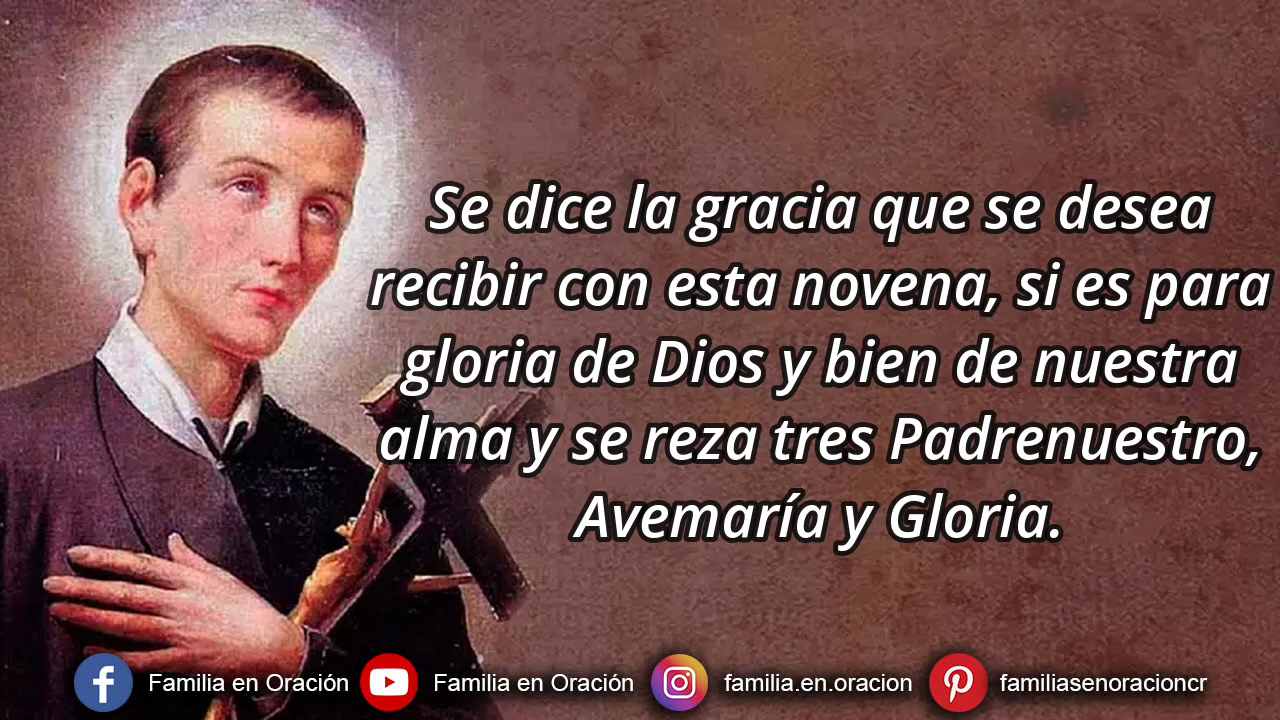 Se dice la gracia que se desea
recibir con esta novena, si es para
gloria de Dios y bien de nuestra
alma y se reza tres Padrenuestro,
Avemaría y Gloria.
Familia en Oración Familia en Oración familia.en.oracion familiasenoracioncr